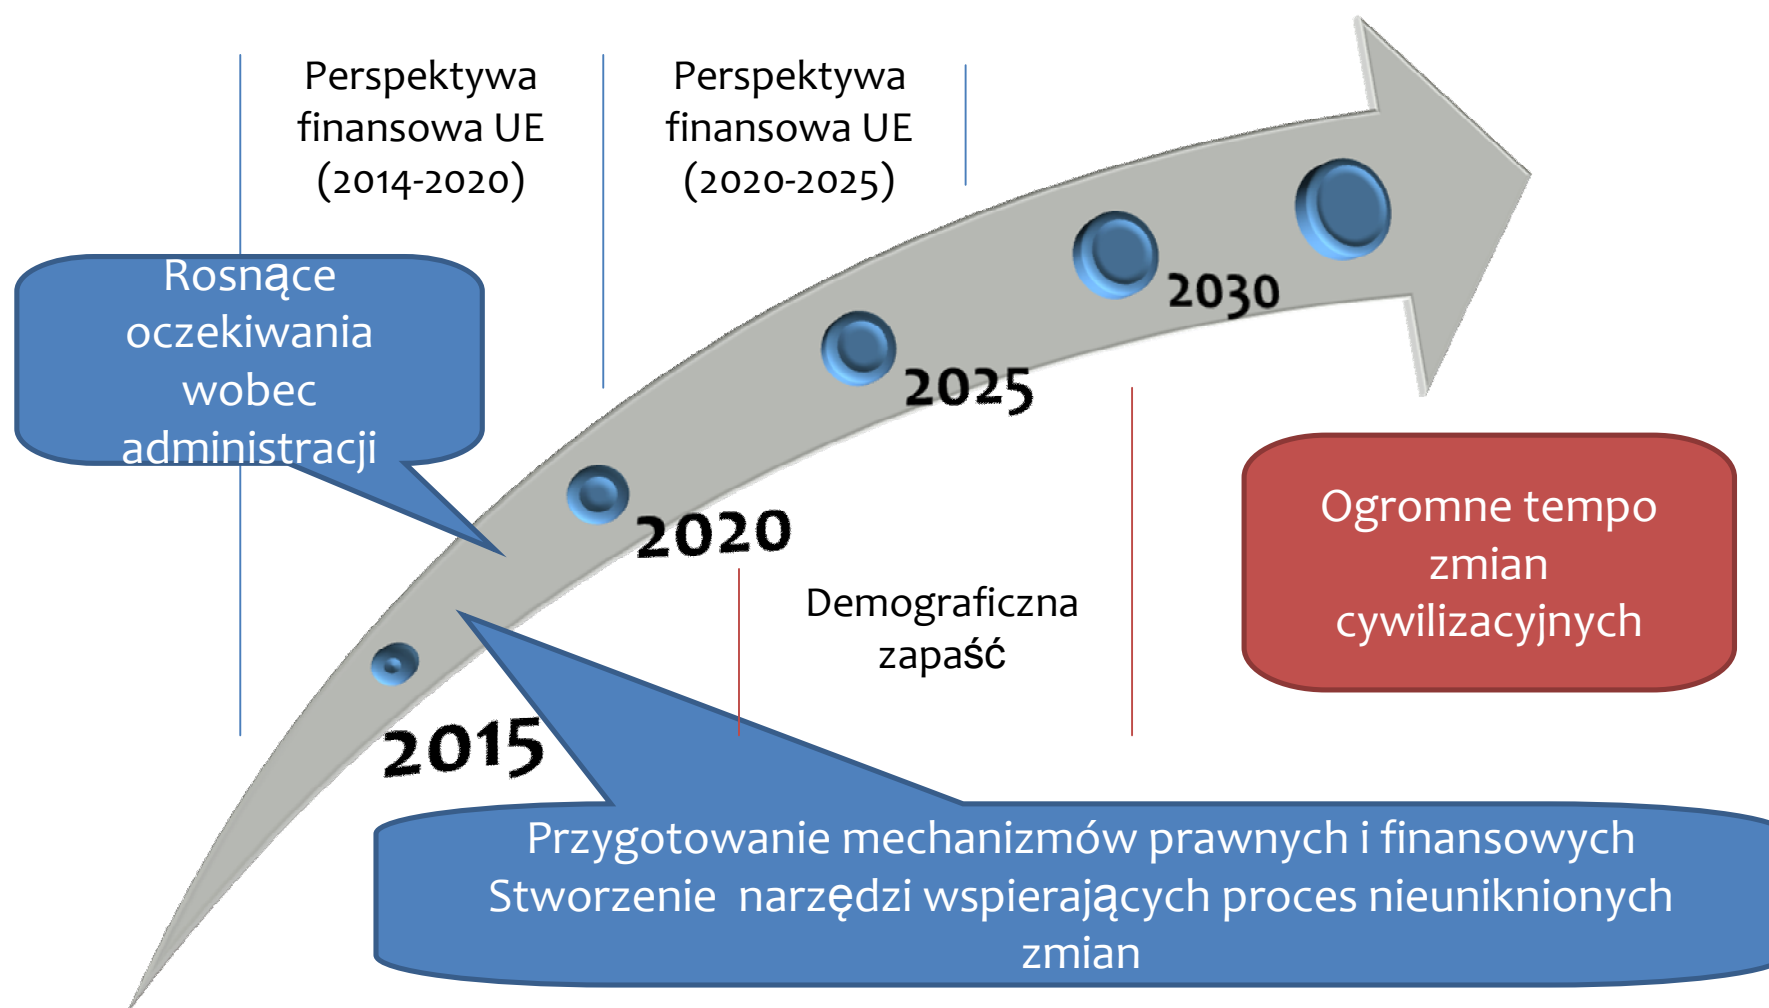 Perspektywa
finansowa UE
(2014-2020)
Perspektywa
finansowa UE
(2020-2025)
Rosnące
oczekiwania
wobec
administracji
2030
2025
2020
2015
Demograficzna
zapaść
Ogromne tempo
zmian
cywilizacyjnych
Przygotowanie mechanizmów prawnych i finansowych
Stworzenie narzędzi wspierających proces nieuniknionych
zmian